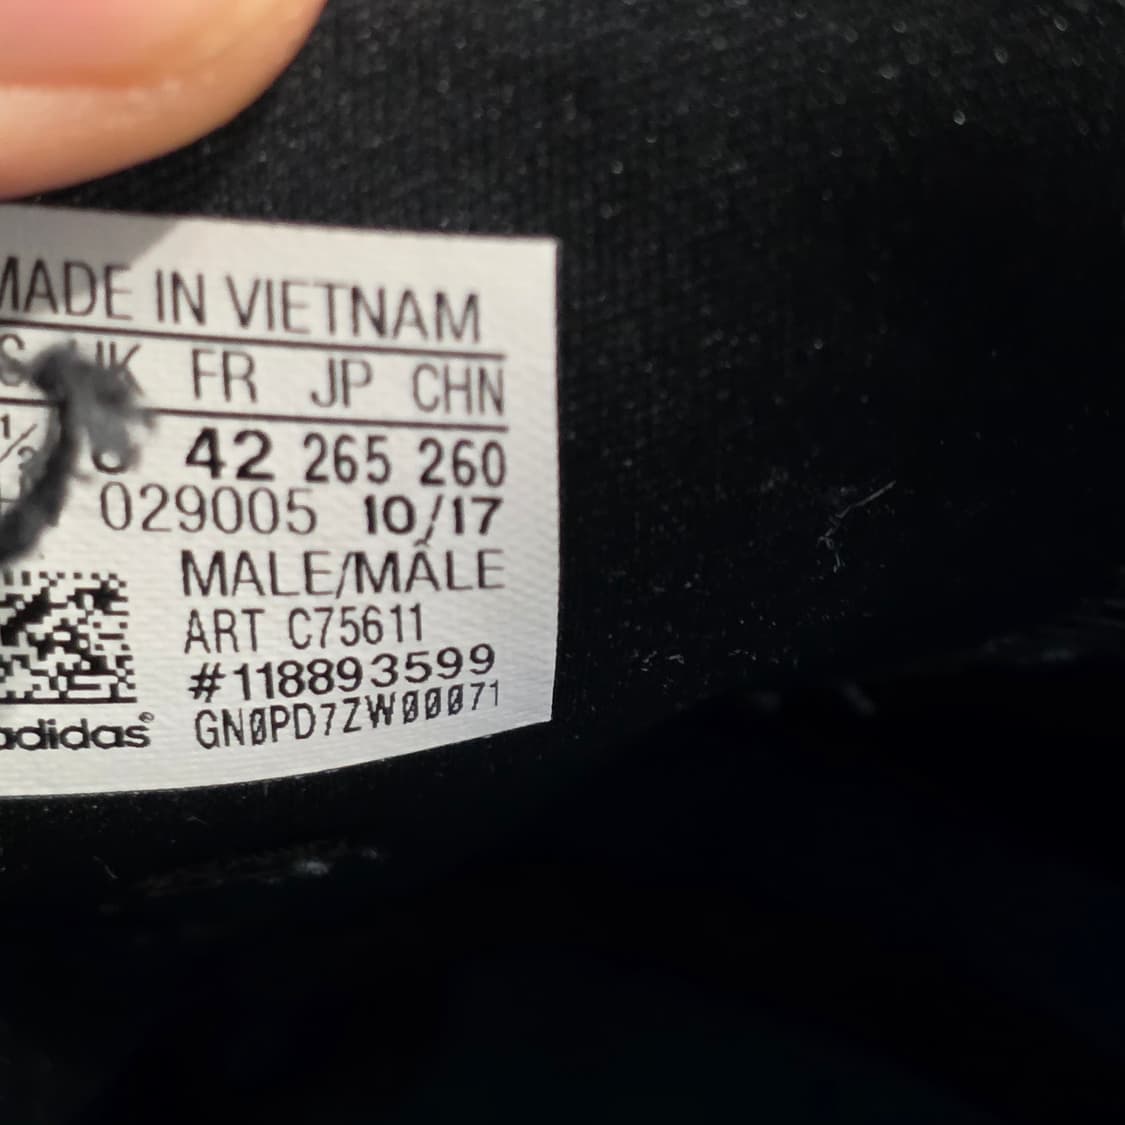 MADE IN VIETNAM
UK FR JP CHN
42 265 260
029005 10/17
MALE/MÂLE
ART C75611
#118893599
adidas® GNØPD7ZWØØØ71